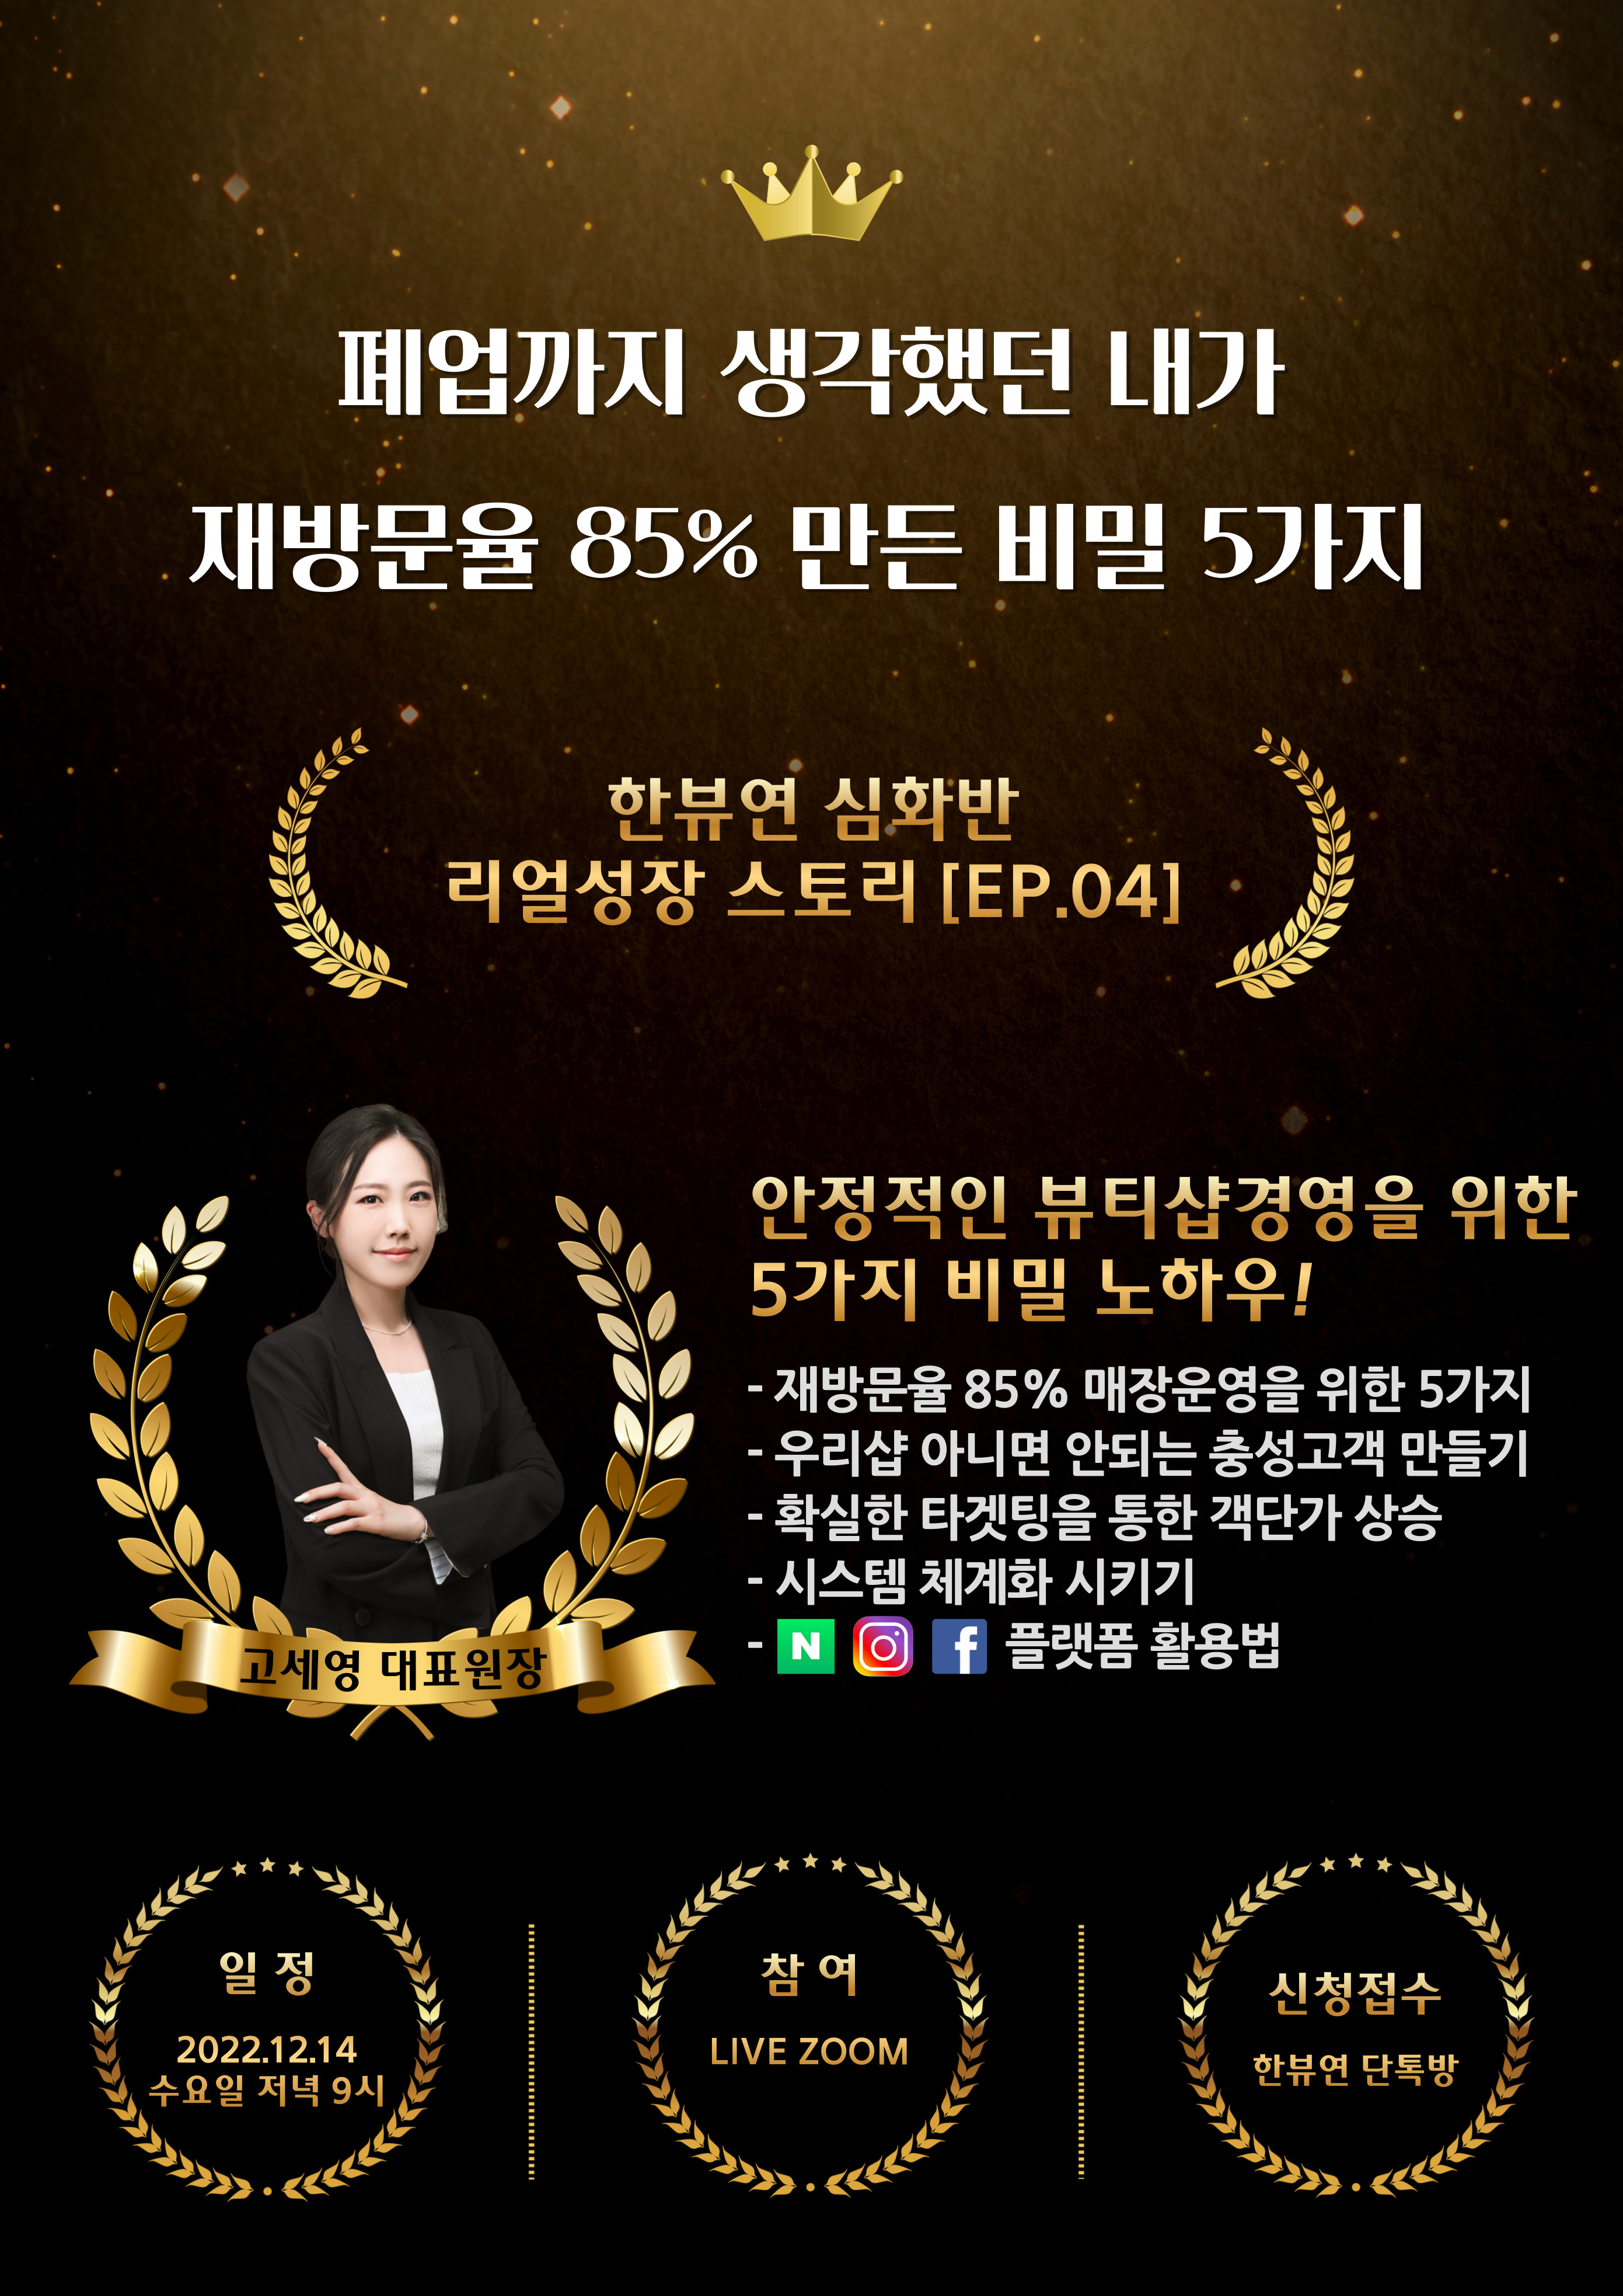 폐업까지 생각했던 내가
재방문율 85% 만든 비밀 5가지
한뷰연 심화반
리얼성장 스토리 [EP.04]
안정적인 뷰티샵경영을 위한
5가지 비밀 노하우!
- 재방문율 85% 매장운영을 위한 5가지
- 우리샵 아니면 안되는 충성고객 만들기
- 확실한 타겟팅을 통한 객단가 상승
- 시스템 체계화 시키기
- N f 플랫폼 활용법
고세영 대표원장
일 정
2022.12.14
수요일 저녁 9시
참 여
LIVE ZOOM
신청접수
한뷰연 단톡방